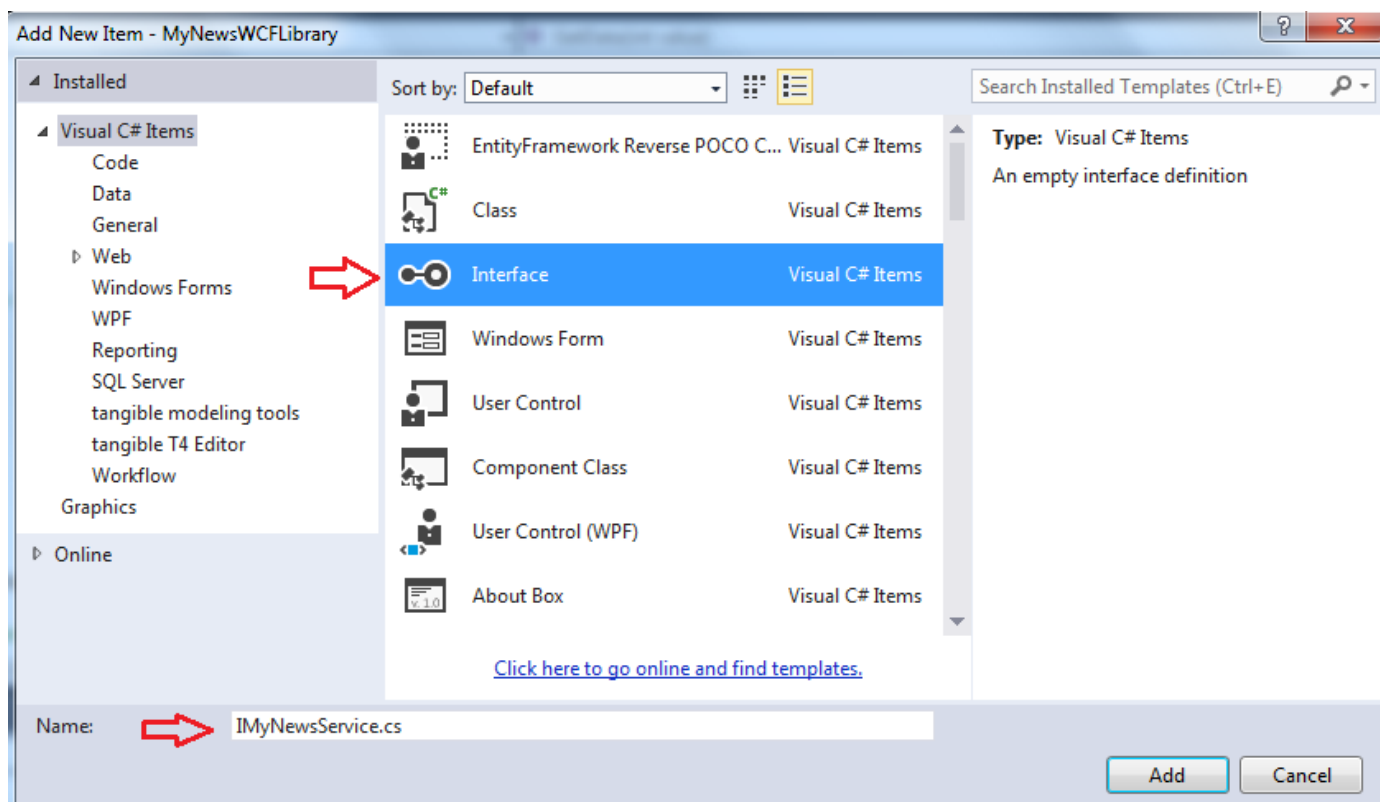 Add New Item - MyNewsWCFLibrary
Installed
Sort by: Default
Search Installed Templates (Ctrl+E)
Visual C# Items
Code
Data
General
Web
Windows Forms
WPF
Reporting
SQL Server
tangible modeling tools
tangible T4 Editor
Workflow
Graphics
Online
EntityFramework Reverse POCO C... Visual C# Items
C#
Class Visual C# Items
Interface Visual C# Items
Windows Form Visual C# Items
User Control Visual C# Items
Component Class Visual C# Items
User Control (WPF) Visual C# Items
v. 1.0
About Box Visual C# Items
Click here to go online and find templates.
Type: Visual C# Items
An empty interface definition
Name: IMyNewsService.cs
Add Cancel